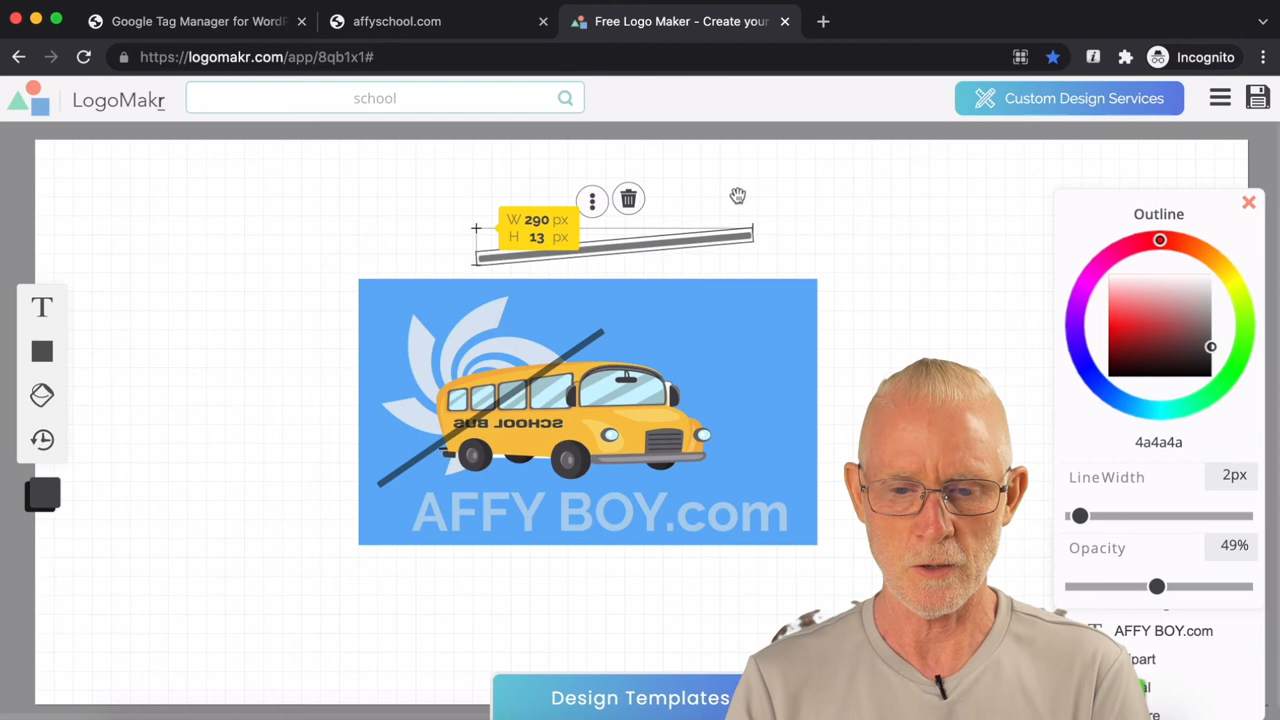 Google Tag Manager for WordP
affyschool.com
Free Logo Maker - Create your
https://logomakr.com/app/8qb1x1#
Incognito
LogoMakr
school
Custom Design Services
W 290 px
H 13 px
Outline
4a4a4a
LineWidth
2px
Opacity
49%
SCHOOL BUS
AFFY BOY.com
AFFY BOY.com
Design Templates